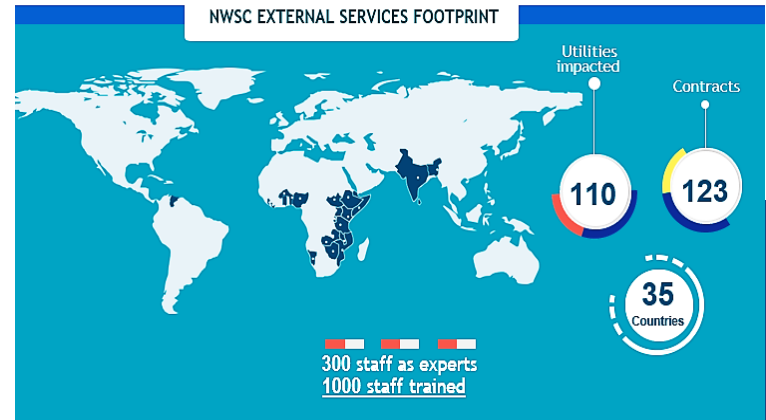 NWSC EXTERNAL SERVICES FOOTPRINT
Utilities
impacted
Contracts
110
123
35
Countries
300 staff as experts
1000 staff trained